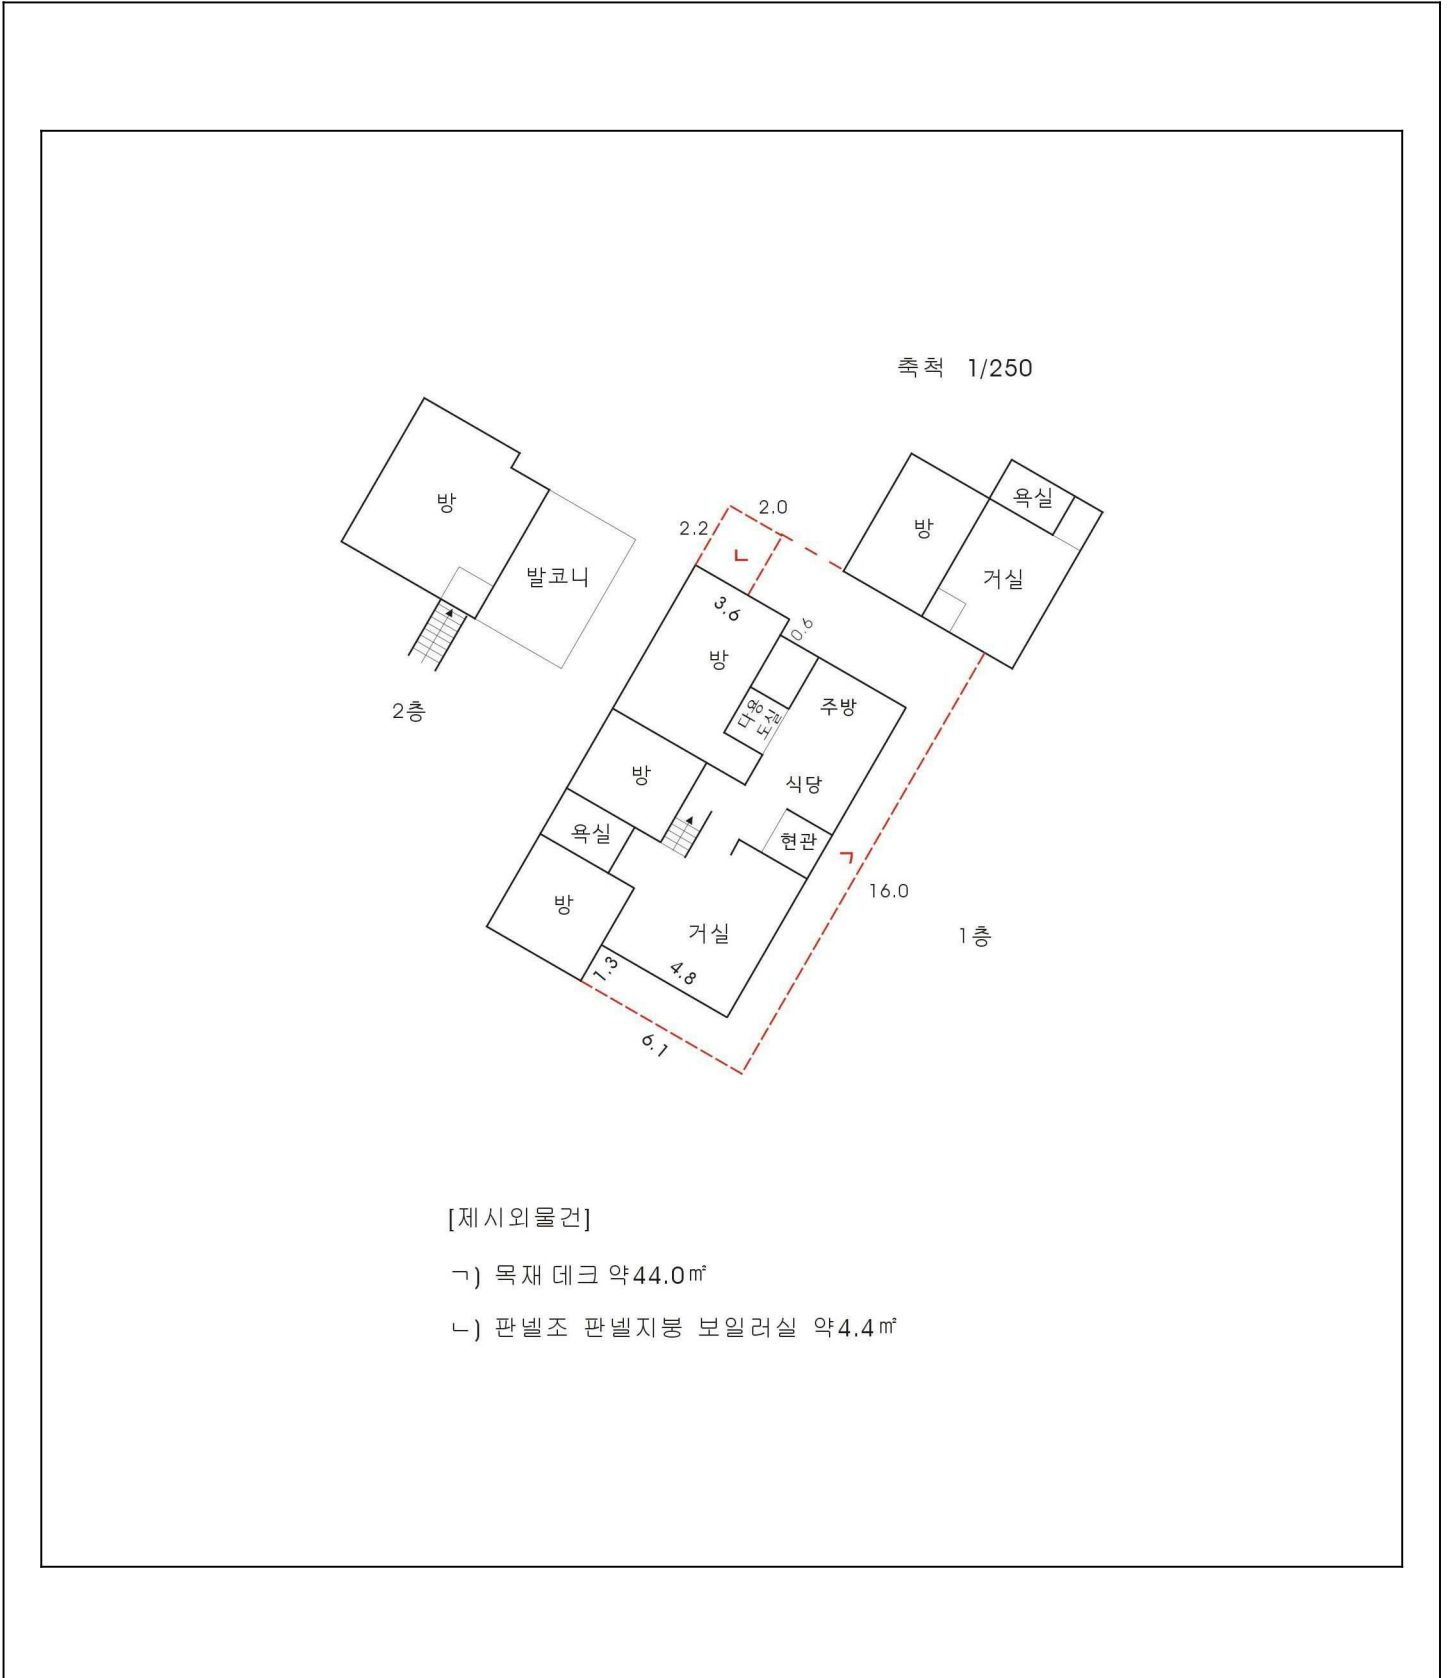 축척 1/250
욕실
방
거실
방
발코니
2층
2.0
2.2
ㄴ
3.6
0.6
방
다용
도실
주방
방
식당
욕실
현관
ㄱ
16.0
방
거실
1층
1.3
4.8
6.1
[제시외물건]
ㄱ) 목재 데크 약44.0㎡
ㄴ) 판넬조 판넬지붕 보일러실 약4.4㎡